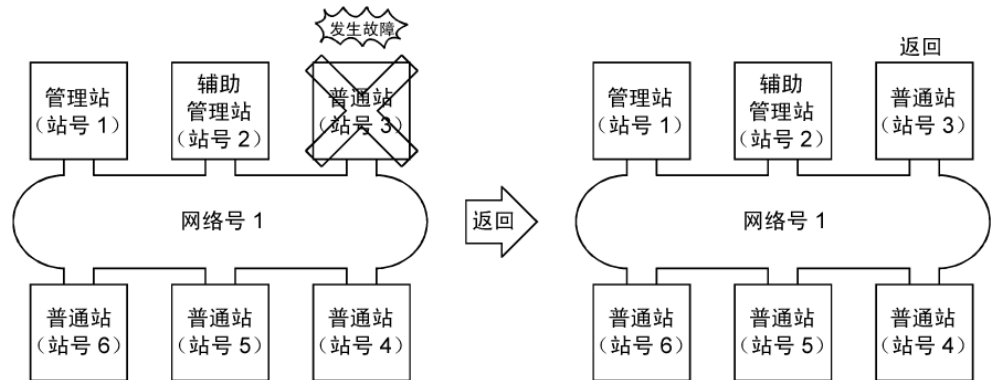 发生故障
管理站
（站号 1）
辅助
管理站
（站号 2）
普通站
（站号 3）
网络号 1
普通站
（站号 6）
普通站
（站号 5）
普通站
（站号 4）
返回
返回
管理站
（站号 1）
辅助
管理站
（站号 2）
普通站
（站号 3）
网络号 1
普通站
（站号 6）
普通站
（站号 5）
普通站
（站号 4）